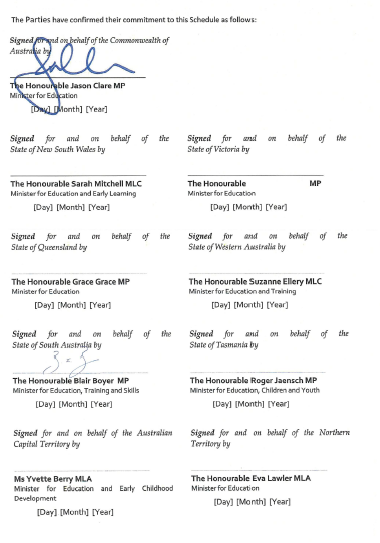 The Parties have confirmed their commitment to this Schedule as follows:
Signed for and on behalf of the Commonwealth of
Australia by
The Honourable Jason Clare MP
Minister for Education
[Day] [Month] [Year]
Signed for and on behalf of the
State of New South Wales by
The Honourable Sarah Mitchell MLC
Minister for Education and Early Learning
[Day] [Month] [Year]
Signed for and on behalf of the
State of Victoria by
The Honourable MP
Minister for Education
[Day] [Month] [Year]
Signed for and on behalf of the
State of Queensland by
The Honourable Grace Grace MP
Minister for Education
[Day] [Month] [Year]
Signed for and on behalf of the
State of Western Australia by
The Honourable Suzanne Ellery MLC
Minister for Education and Training
[Day] [Month] [Year]
Signed for and on behalf of the
State of South Australia by
The Honourable Blair Boyer MP
Minister for Education, Training and Skills
[Day] [Month] [Year]
Signed for and on behalf of the
State of Tasmania by
The Honourable Roger Jaensch MP
Minister for Education, Children and Youth
[Day] [Month] [Year]
Signed for and on behalf of the Australian
Capital Territory by
Ms Yvette Berry MLA
Minister for Education and Early Childhood
Development
[Day] [Month] [Year]
Signed for and on behalf of the Northern
Territory by
The Honourable Eva Lawler MLA
Minister for Education
[Day] [Month] [Year]